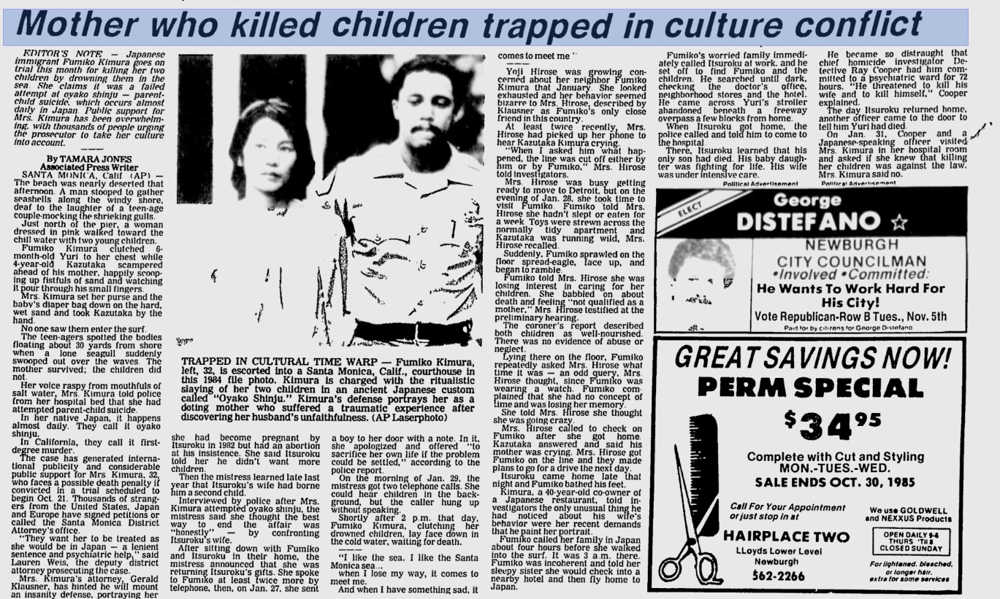 Mother who killed children trapped in culture conflict
EDITOR'S NOTE — Japanese
immigrant Fumiko Kimura goes on
trial this month for killing her two
children by drowning them in the
sea. She claims it was a failed
attempt at oyako shinju — parent-
child suicide, which occurs almost
daily in Japan. Public support for
Mrs. Kimura has been overwhelm-
ing, with thousands of people urging
the prosecutor to take her culture
into account.
By TAMARA JONES
Associated Press Writer
SANTA MONICA, Calif (AP) —
The beach was nearly deserted that
afternoon. A man stooped to gather
seashells along the windy shore,
deaf to the laughter of a teen-age
couple mocking the shrieking gulls.
Just north of the pier, a woman
dressed in pink walked toward the
chill water with two young children.
Fumiko Kimura clutched 6-
month-old Yuri to her chest while
4-year-old Kazutaka scampered
ahead of his mother, happily scoop-
ing up fistfuls of sand and watching
it pour through his small fingers.
Mrs. Kimura set her purse and the
baby's diaper bag down on the hard,
wet sand and took Kazutaka by the
hand.
No one saw them enter the surf.
The teen-agers spotted the bodies
floating about 30 yards from shore
when a lone seagull suddenly
swooped out over the waves. The
mother survived; the children did
not.
Her voice raspy from mouthfuls of
salt water, Mrs. Kimura told police
from her hospital bed that she had
attempted parent-child suicide.
In her native Japan, it happens
almost daily. They call it oyako
shinju.
In California, they call it first-
degree murder.
The case has generated interna-
tional publicity and considerable
public support for Mrs. Kimura, 32,
who faces a possible death penalty if
convicted in a trial scheduled to
begin Oct. 21. Thousands of strang-
ers from the United States, Japan
and Europe have signed petitions or
called the Santa Monica District
Attorney's office.
"They want her to be treated as
she would be in Japan — a lenient
sentence and psychiatric help," said
Lauren Weis, the deputy district
attorney prosecuting the case.
Mrs. Kimura's attorney, Gerald
Klausner, has hinted he will mount
an insanity defense, portraying her
TRAPPED IN CULTURAL TIME WARP — Fumiko Kimura,
left, 32, is escorted into a Santa Monica, Calif., courthouse in
this 1984 file photo. Kimura is charged with the ritualistic
slaying of her two children in an ancient Japanese custom
called "Oyako Shinju." Kimura's defense portrays her as a
doting mother who suffered a traumatic experience after
discovering her husband's unfaithfulness. (AP Laserphoto)
she had become pregnant by
Itsuroku in 1982 but had an abortion
at his insistence. She said Itsuroku
told her he didn't want more
children.
Then the mistress learned late last
year that Itsuroku's wife had borne
him a second child.
Interviewed by police after Mrs.
Kimura attempted oyako shinju, the
mistress said she thought the best
way to end the affair was
"honestly" — by confronting
Itsuroku's wife.
After sitting down with Fumiko
and Itsuroku in their home, the
mistress announced that she was
returning Itsuroku's gifts. She spoke
to Fumiko at least twice more by
telephone, then, on Jan. 27, she sent
a boy to her door with a note. In it,
she apologized and offered "to
sacrifice her own life if the problem
could be settled," according to the
police report.
On the morning of Jan. 29, the
mistress got two telephone calls. She
could hear children in the back-
ground, but the caller hung up
without speaking.
Shortly after 2 p.m. that day,
Fumiko Kimura, clutching her
drowned children, lay face down in
the cold water, waiting for death.
"I like the sea. I like the Santa
Monica sea...
when I lose my way, it comes to
meet me.
And when I have something sad, it
comes to meet me "
Yoji Hirose was growing con-
cerned about her neighbor Fumiko
Kimura that January. She looked
exhausted and her behavior seemed
bizarre to Mrs. Hirose, described by
Klausner as Fumiko's only close
friend in this country.
At least twice recently, Mrs.
Hirose had picked up her phone to
hear Kazutaka Kimura crying.
"When I asked him what hap-
pened, the line was cut off either by
him or by Fumiko," Mrs. Hirose
told investigators.
Mrs. Hirose was busy getting
ready to move to Detroit, but on the
evening of Jan. 28, she took time to
visit Fumiko. Fumiko told Mrs.
Hirose she hadn't slept or eaten for
a week. Toys were strewn across the
normally tidy apartment and
Kazutaka was running wild, Mrs.
Hirose recalled.
Suddenly, Fumiko sprawled on the
floor spread-eagle, face up, and
began to ramble.
Fumiko told Mrs. Hirose she was
losing interest in caring for her
children. She babbled on about
death and feeling "not qualified as a
mother," Mrs. Hirose testified at the
preliminary hearing.
The coroner's report described
both children as well-nourished.
There was no evidence of abuse or
neglect.
Lying there on the floor, Fumiko
repeatedly asked Mrs. Hirose what
time it was — an odd query, Mrs.
Hirose thought, since Fumiko was
wearing a watch. Fumiko com-
plained that she had no concept of
time and was losing her memory.
She told Mrs. Hirose she thought
she was going crazy.
Mrs. Hirose called to check on
Fumiko after she got home.
Kazutaka answered and said his
mother was crying. Mrs. Hirose got
Fumiko on the line and they made
plans to go for a drive the next day.
Itsuroku came home late that
night and Fumiko bathed his feet.
Kimura, a 40-year-old co-owner of
a Japanese restaurant, told in-
vestigators the only unusual thing he
had noticed about his wife's
behavior were her recent demands
that he paint her portrait.
Fumiko called her family in Japan
about four hours before she walked
into the surf. It was 3 a.m. there.
Fumiko was incoherent and told her
sleepy sister she would check into a
nearby hotel and then fly home to
Japan.
Fumiko's worried family immedi-
ately called Itsuroku at work, and he
set off to find Fumiko and the
children. He searched until dark,
checking the doctor's office,
neighborhood stores and the hotel.
He came across Yuri's stroller
abandoned beneath a freeway
overpass a few blocks from home.
When Itsuroku got home, the
police called and told him to come to
the hospital
There, Itsuroku learned that his
only son had died. His baby daugh-
ter was fighting for life. His wife
was under intensive care.
He became so distraught that
chief homicide investigator De-
tective Ray Cooper had him com-
mitted to a psychiatric ward for 72
hours. "He threatened to kill his
wife and to kill himself," Cooper
explained.
The day Itsuroku returned home,
another officer came to the door to
tell him Yuri had died.
On Jan. 31, Cooper and a
Japanese-speaking officer visited
Mrs. Kimura in her hospital room
and asked if she knew that killing
her children was against the law.
Mrs. Kimura said no.
Political Advertisement
Political Advertisement
ELECT
George
DISTEFANO
NEWBURGH
CITY COUNCILMAN
•Involved •Committed:
He Wants To Work Hard For
His City!
Vote Republican-Row B Tues., Nov. 5th
Paid for by citizens for George Distefano
GREAT SAVINGS NOW!
PERM SPECIAL
$34.95
Complete with Cut and Styling
MON.-TUES.-WED.
SALE ENDS OCT. 30, 1985
Call For Your Appointment
or just stop in at
HAIRPLACE TWO
LLoyds Lower Level
Newburgh
562-2266
We use GOLDWELL
and NEXXUS Products
OPEN DAILY 9-6
THURS 'Til 8
CLOSED SUNDAY
For lightened, bleached,
or longer hair.
extra for some services